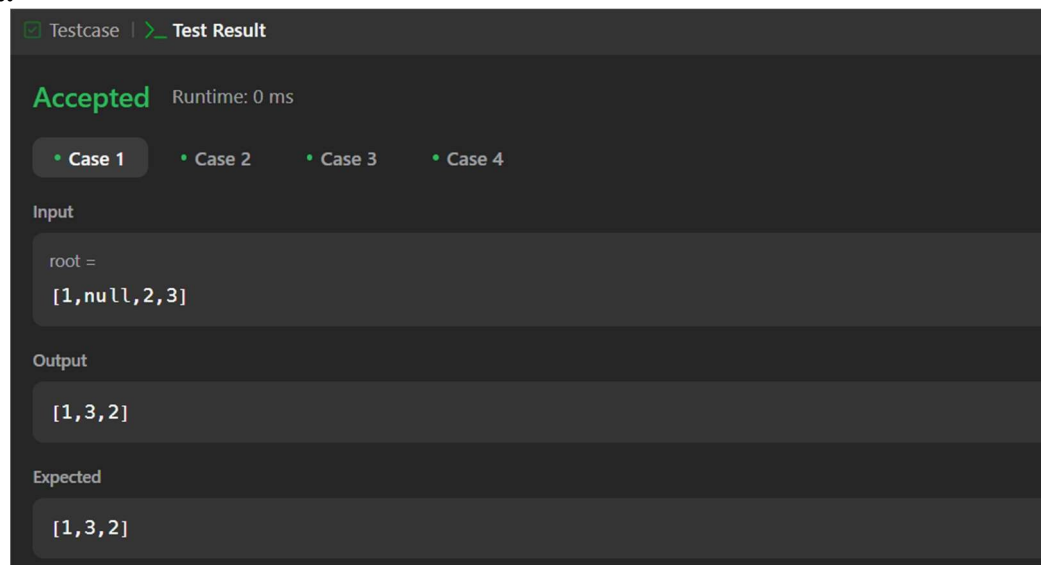 Testcase | >_ Test Result
Accepted Runtime: 0 ms
• Case 1 • Case 2 • Case 3 • Case 4
Input
root =
[1,null,2,3]
Output
[1,3,2]
Expected
[1,3,2]